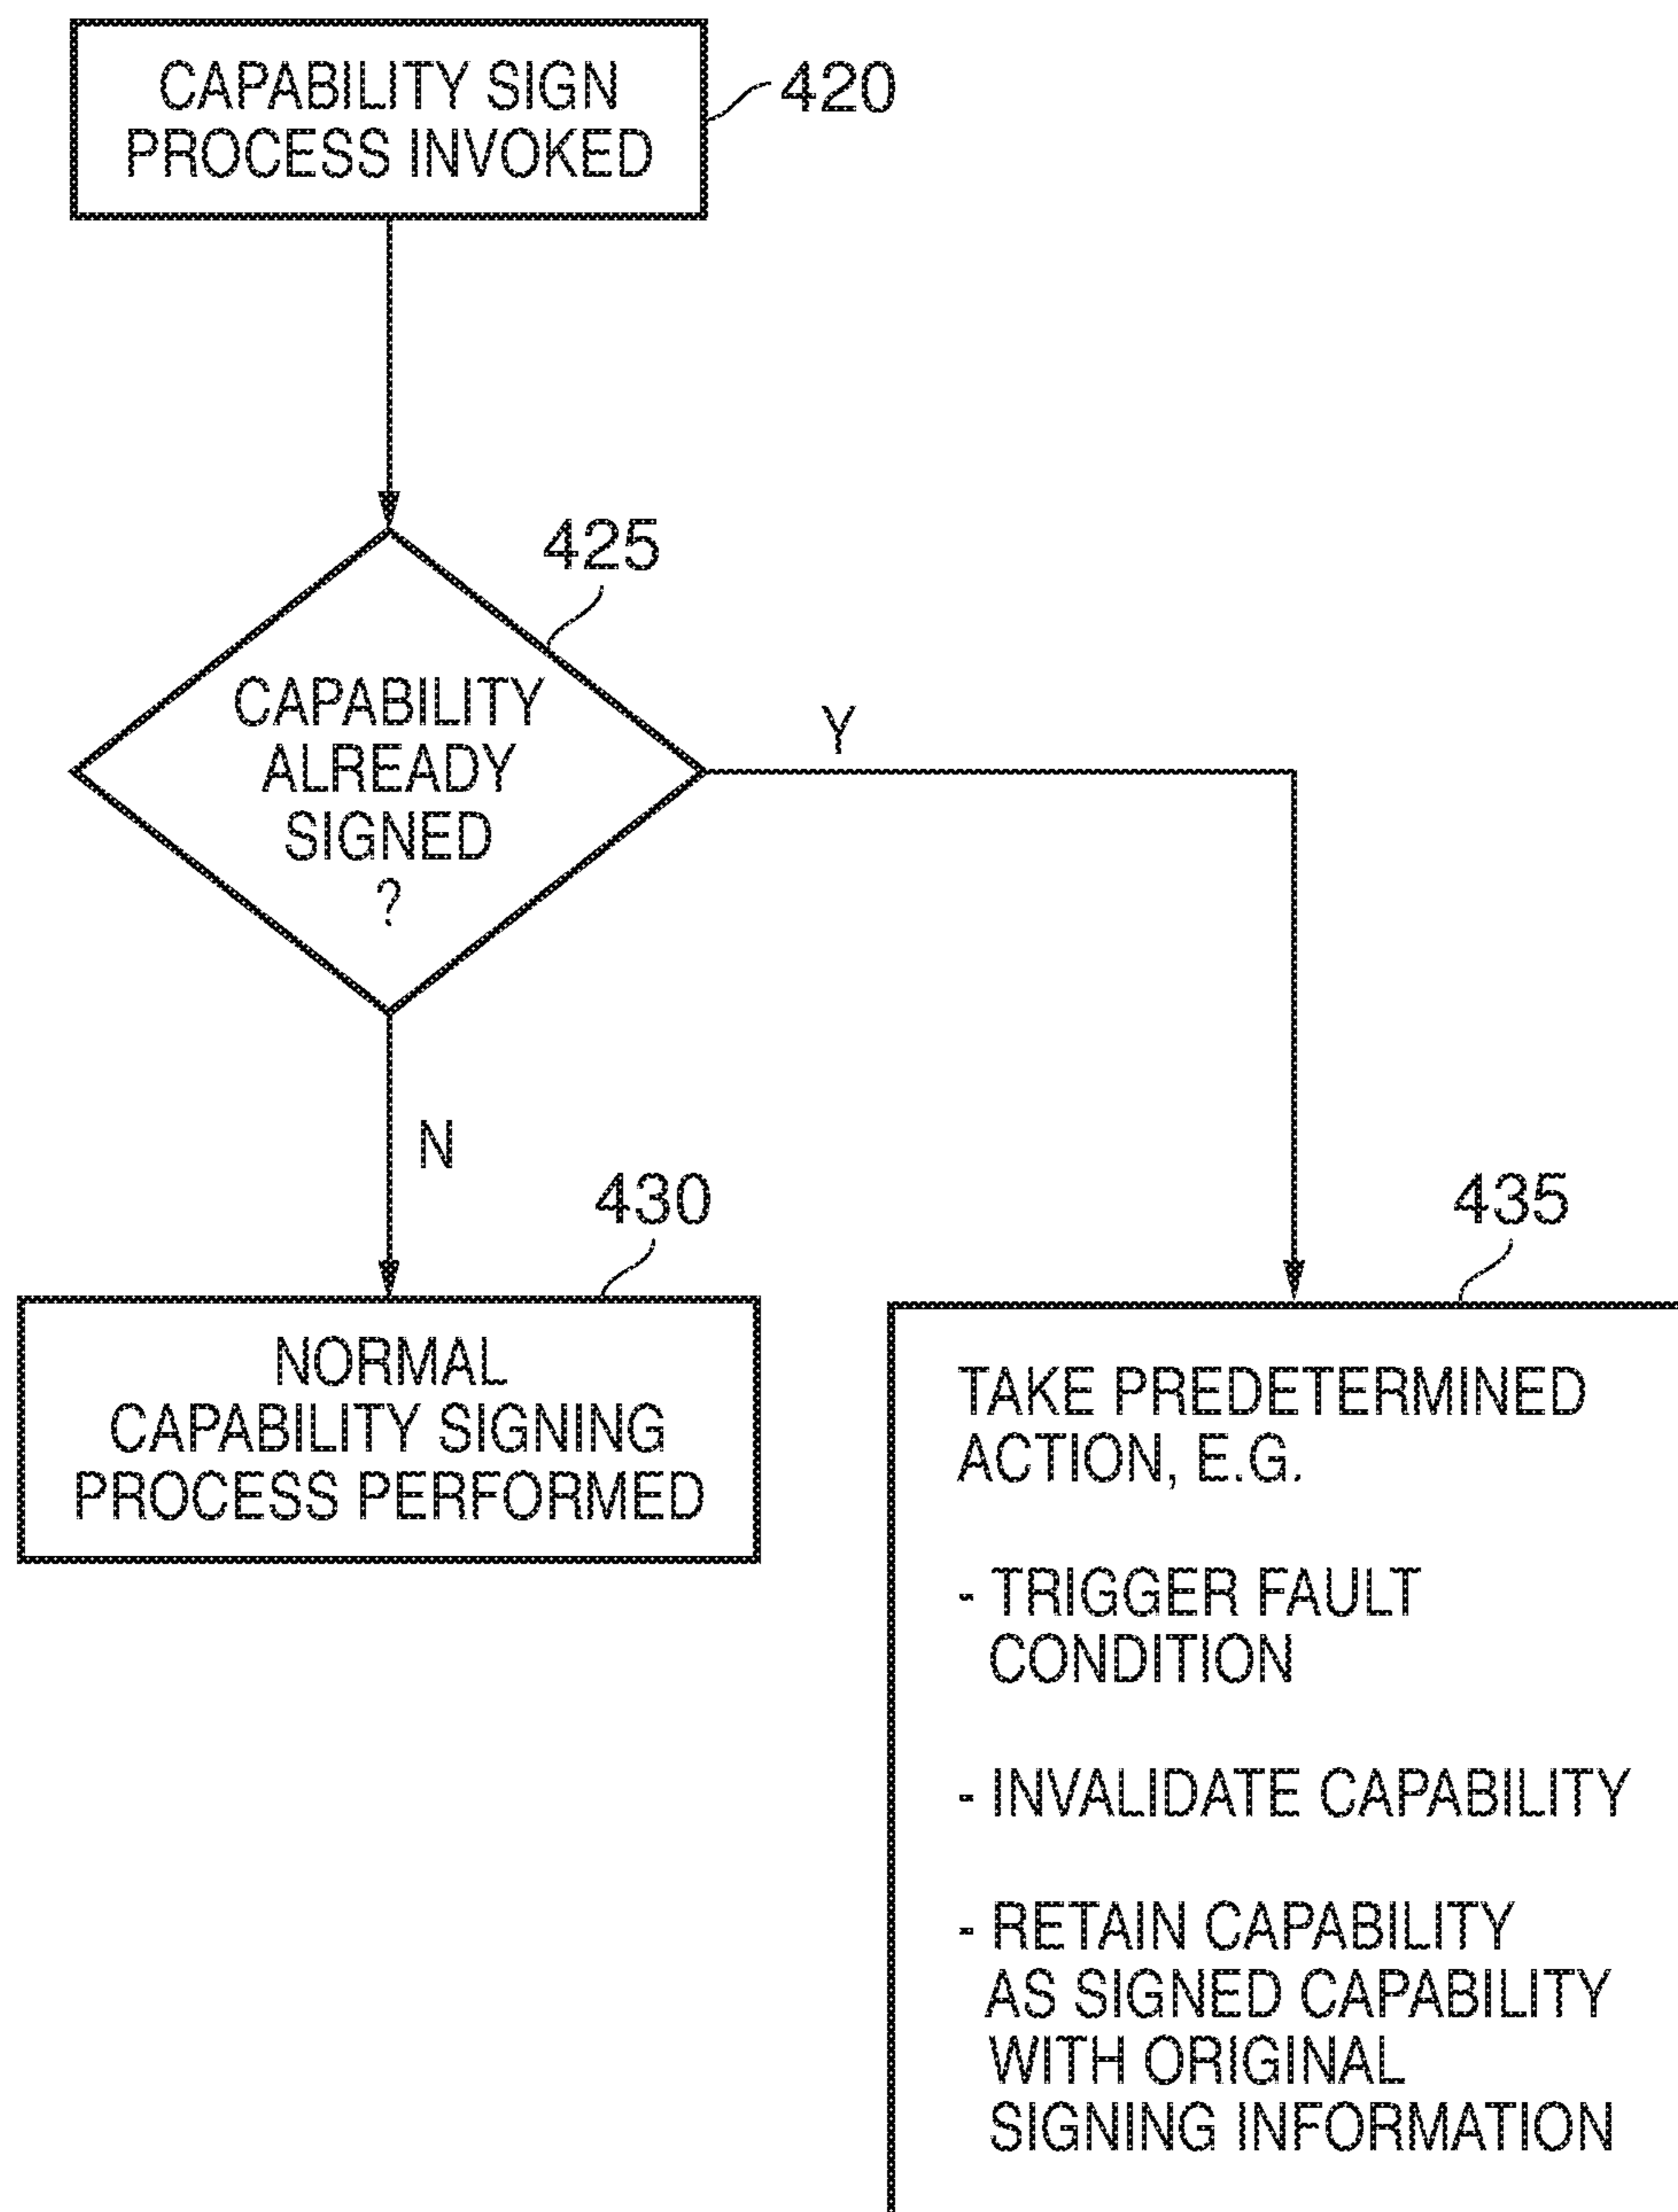 CAPABILITY SIGN
PROCESS INVOKED
420
425
CAPABILITY
ALREADY
SIGNED
?
Y
N
430
NORMAL
CAPABILITY SIGNING
PROCESS PERFORMED
435
TAKE PREDETERMINED
ACTION, E.G.
- TRIGGER FAULT
CONDITION
- INVALIDATE CAPABILITY
- RETAIN CAPABILITY
AS SIGNED CAPABILITY
WITH ORIGINAL
SIGNING INFORMATION